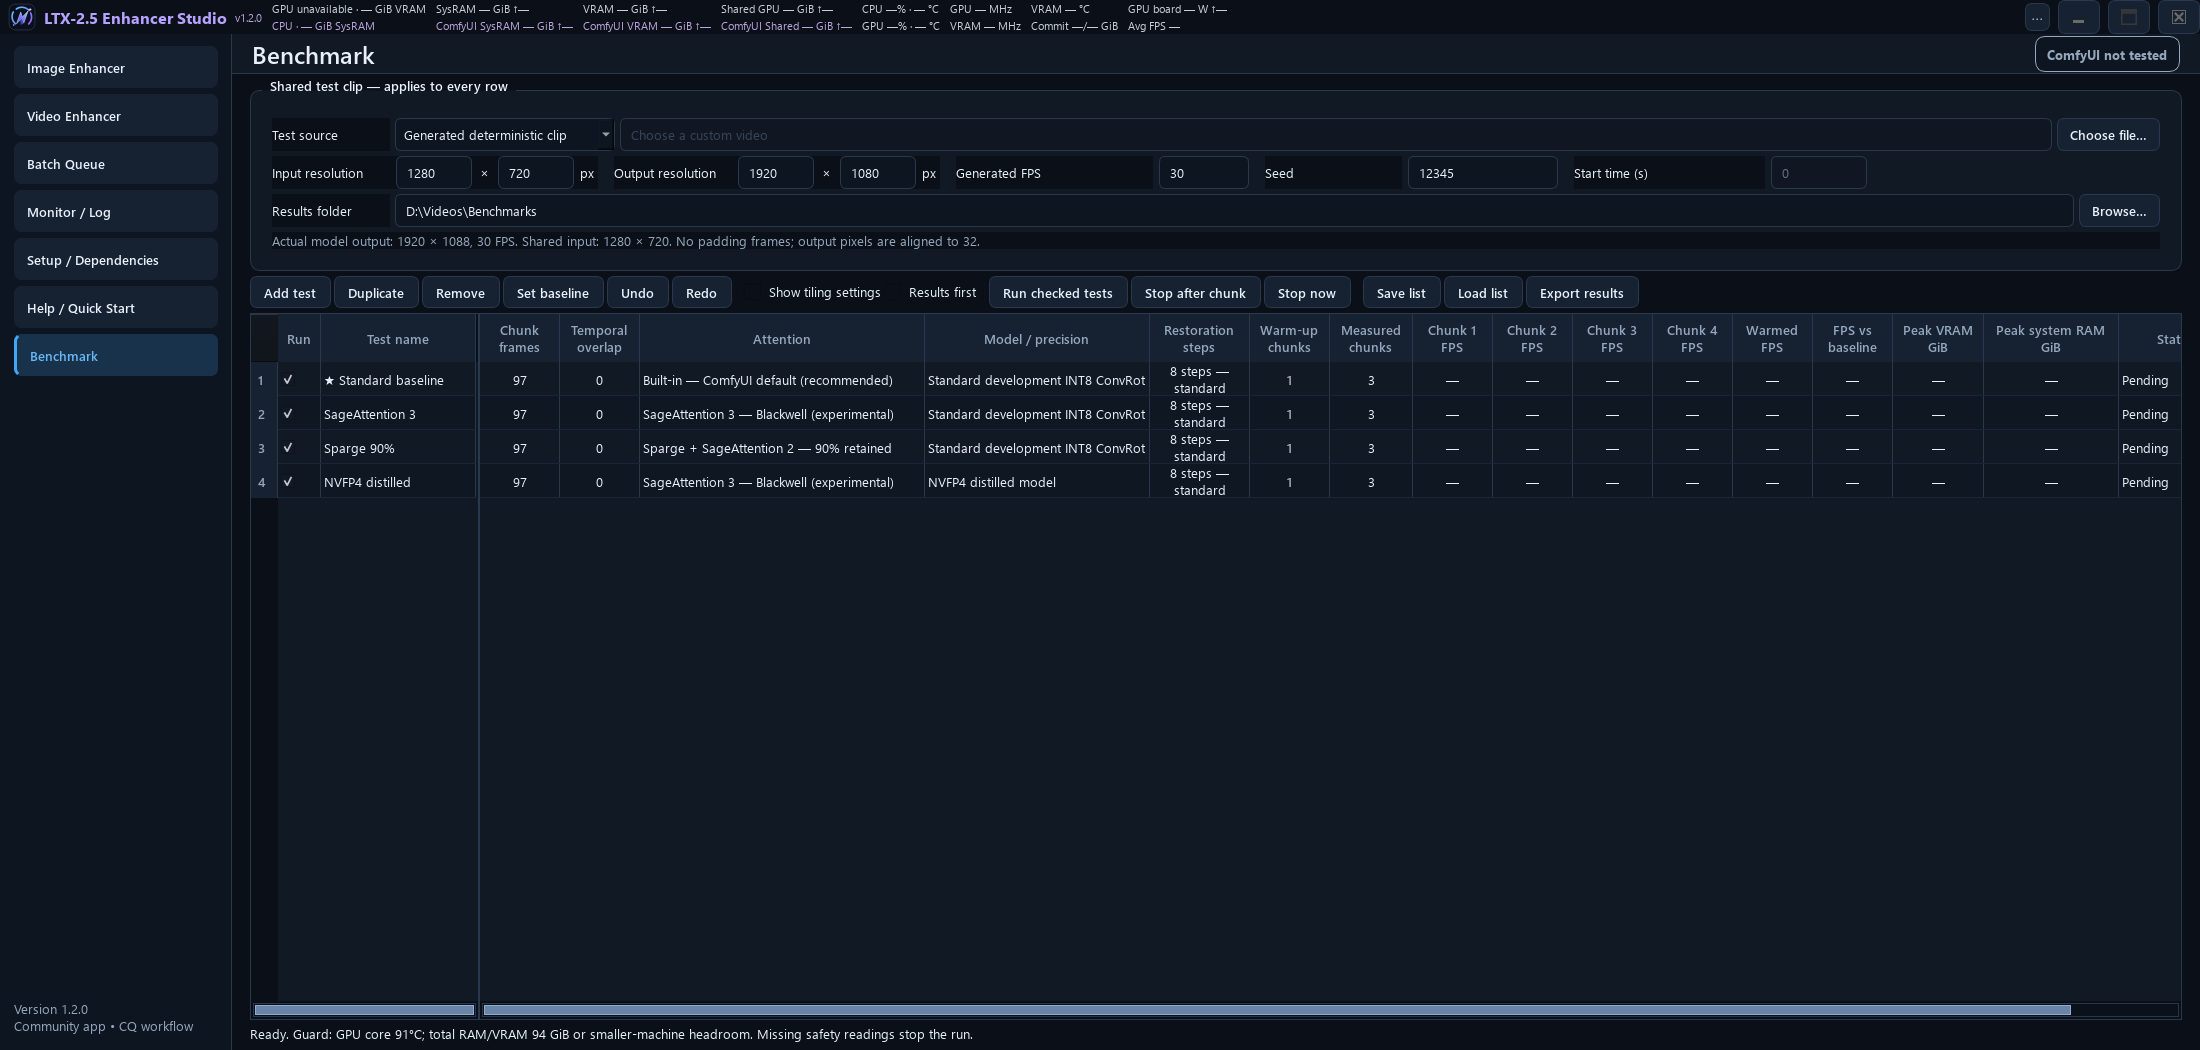 LTX-2.5 Enhancer Studio v1.2.0
GPU unavailable · — GiB VRAM SysRAM — GiB ↑— VRAM — GiB ↑— Shared GPU — GiB ↑— CPU —% · — °C GPU — MHz VRAM — °C GPU board — W ↑—
CPU · — GiB SysRAM ComfyUI SysRAM — GiB ↑— ComfyUI VRAM — GiB ↑— ComfyUI Shared — GiB ↑— GPU —% · — °C VRAM — MHz Commit —/— GiB Avg FPS —
...
Image Enhancer
Video Enhancer
Batch Queue
Monitor / Log
Setup / Dependencies
Help / Quick Start
Benchmark
Version 1.2.0
Community app • CQ workflow
Benchmark
ComfyUI not tested
Shared test clip — applies to every row
Test source Generated deterministic clip Choose a custom video Choose file...
Input resolution 1280 × 720 px Output resolution 1920 × 1080 px Generated FPS 30 Seed 12345 Start time (s) 0
Results folder D:\Videos\Benchmarks Browse...
Actual model output: 1920 × 1088, 30 FPS. Shared input: 1280 × 720. No padding frames; output pixels are aligned to 32.
Add test Duplicate Remove Set baseline Undo Redo Show tiling settings Results first Run checked tests Stop after chunk Stop now Save list Load list Export results
Run Test name Chunk frames Temporal overlap Attention Model / precision Restoration steps Warm-up chunks Measured chunks Chunk 1 FPS Chunk 2 FPS Chunk 3 FPS Chunk 4 FPS Warmed FPS FPS vs baseline Peak VRAM GiB Peak system RAM GiB Stat
1 ✓ ★ Standard baseline 97 0 Built-in — ComfyUI default (recommended) Standard development INT8 ConvRot 8 steps — standard 1 3 — — — — — — — — Pending
2 ✓ SageAttention 3 97 0 SageAttention 3 — Blackwell (experimental) Standard development INT8 ConvRot 8 steps — standard 1 3 — — — — — — — — Pending
3 ✓ Sparge 90% 97 0 Sparge + SageAttention 2 — 90% retained Standard development INT8 ConvRot 8 steps — standard 1 3 — — — — — — — — Pending
4 ✓ NVFP4 distilled 97 0 SageAttention 3 — Blackwell (experimental) NVFP4 distilled model 8 steps — standard 1 3 — — — — — — — — Pending
Ready. Guard: GPU core 91°C; total RAM/VRAM 94 GiB or smaller-machine headroom. Missing safety readings stop the run.